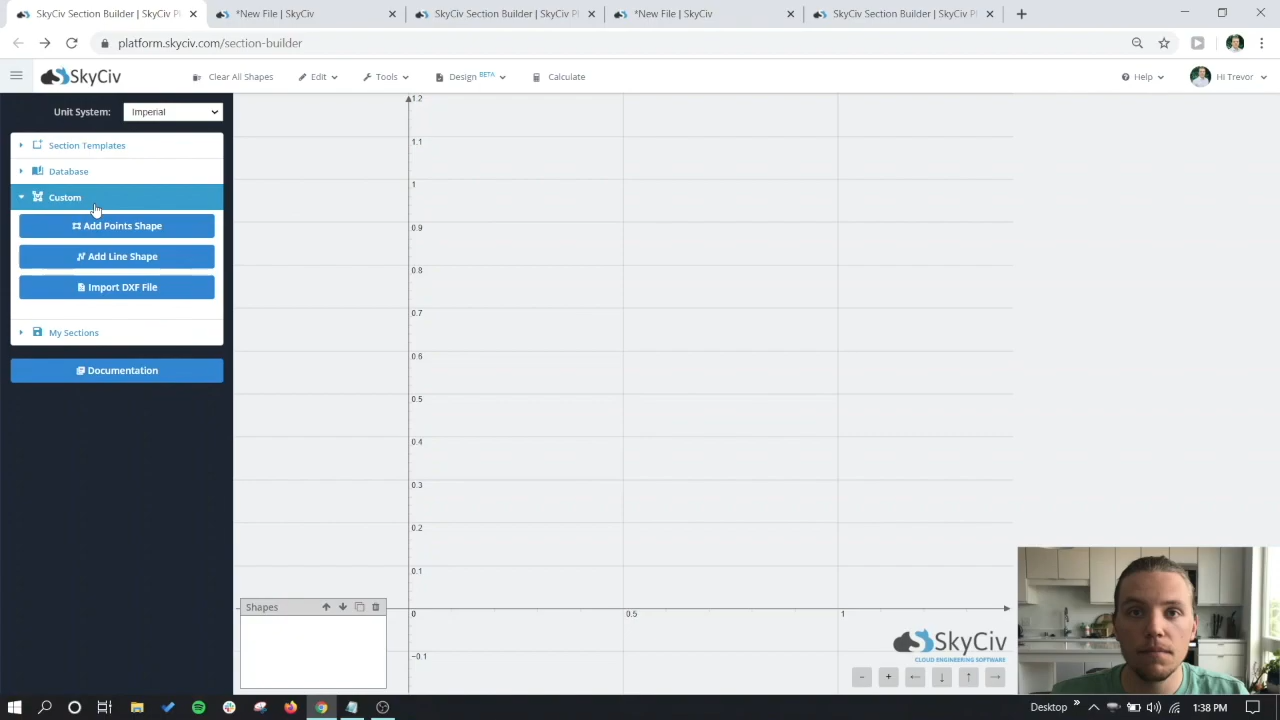 SkyCiv Section Builder | SkyCiv Pl
*New File | SkyCiv
SkyCiv Section Builder | SkyCiv Pl
*New File | SkyCiv
SkyCiv Section Builder | SkyCiv Pl
platform.skyciv.com/section-builder
SkyCiv
Clear All Shapes
Edit
Tools
Design BETA
Calculate
Help
Hi Trevor
Unit System:
Imperial
Section Templates
Database
Custom
Add Points Shape
Add Line Shape
Import DXF File
My Sections
Documentation
1.2
1.1
1
0.9
0.8
0.7
0.6
0.5
0.4
0.3
0.2
0.1
0
0.5
1
-0.1
Shapes
SkyCiv
CLOUD ENGINEERING SOFTWARE
- +
Desktop
1:38 PM